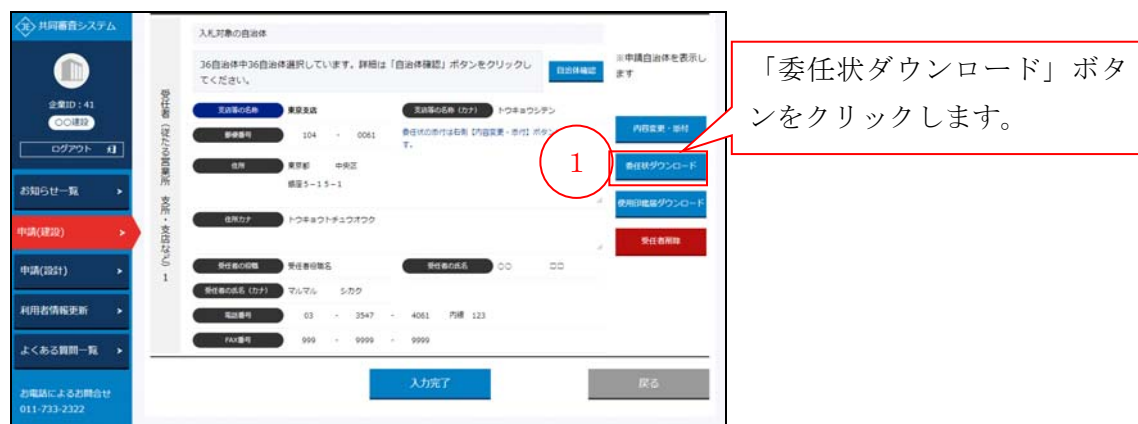 共同審査システム
企業ID：41
〇〇建設
ログアウト
お知らせ一覧
申請(建設)
申請(設計)
利用者情報更新
よくある質問一覧
お電話によるお問合せ
011-733-2322
受任者（従たる営業所 支所・支店など）1
入札対象の自治体
36自治体中36自治体選択しています。詳細は「自治体確認」ボタンをクリックし
てください。
自治体確認
※申請自治体を表示し
ます
支店等の名称 東京支店 支店等の名称（カナ） トウキョウシテン
郵便番号 104 - 0061 委任状の添付は右側【内容変更・添付】ボタン
す。
住所 東京都 中央区
銀座5-15-1
住所カナ トウキョウトチュウオウク
受任者の役職 受任者役職名 受任者の氏名 〇〇 □□
受任者の氏名（カナ） マルマル シカク
電話番号 03 - 3547 - 4061 内線 123
FAX番号 999 - 9999 - 9999
内容変更・添付
委任状ダウンロード
使用印鑑届ダウンロード
受任者削除
入力完了
戻る
1
「委任状ダウンロード」ボタ
ンをクリックします。